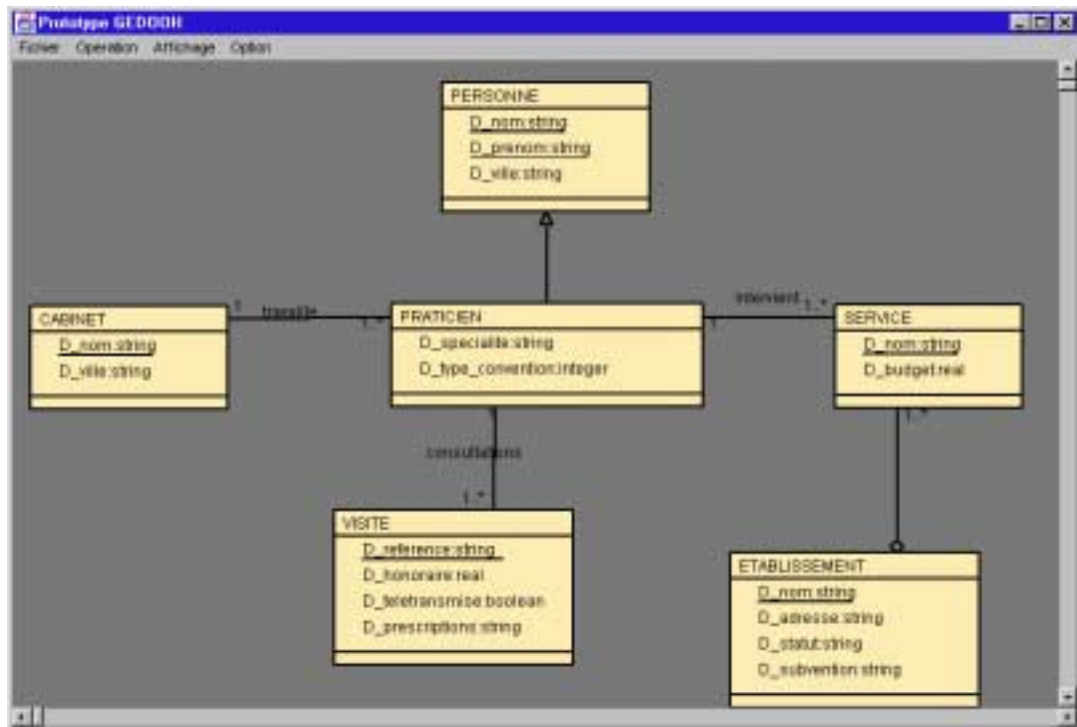 Prototype GEDOOH
Fichier Operation Affichage Option
PERSONNE
D_nom:string
D_prenom:string
D_ville:string
CABINET
D_nom:string
D_ville:string
1 travaille 1..*
PRATICIEN
D_specialite:string
D_type_convention:integer
1 intervient 1..*
SERVICE
D_nom:string
D_budget:real
1..*
consultations
1..*
VISITE
D_reference:string
D_honoraire:real
D_teletransmise:boolean
D_prescriptions:string
ETABLISSEMENT
D_nom:string
D_adresse:string
D_statut:string
D_subvention:string